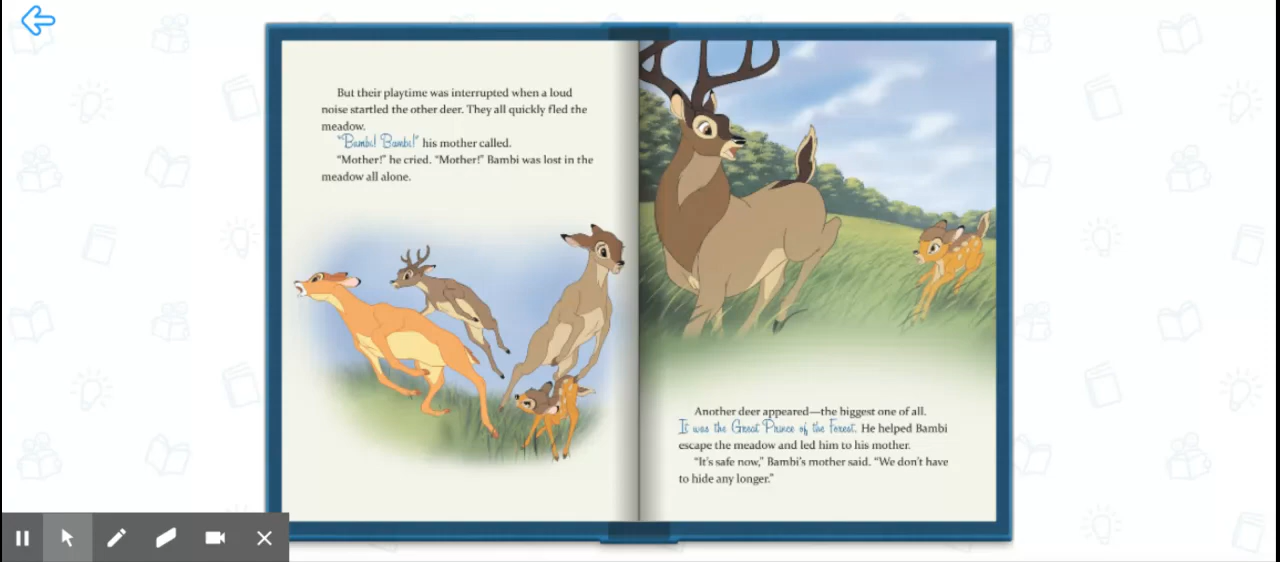 But their playtime was interrupted when a loud
noise startled the other deer. They all quickly fled the
meadow.
“Bambi! Bambi!” his mother called.
“Mother!” he cried. “Mother!” Bambi was lost in the
meadow all alone.
Another deer appeared—the biggest one of all.
It was the Great Prince of the Forest. He helped Bambi
escape the meadow and led him to his mother.
“It’s safe now,” Bambi’s mother said. “We don’t have
to hide any longer.”